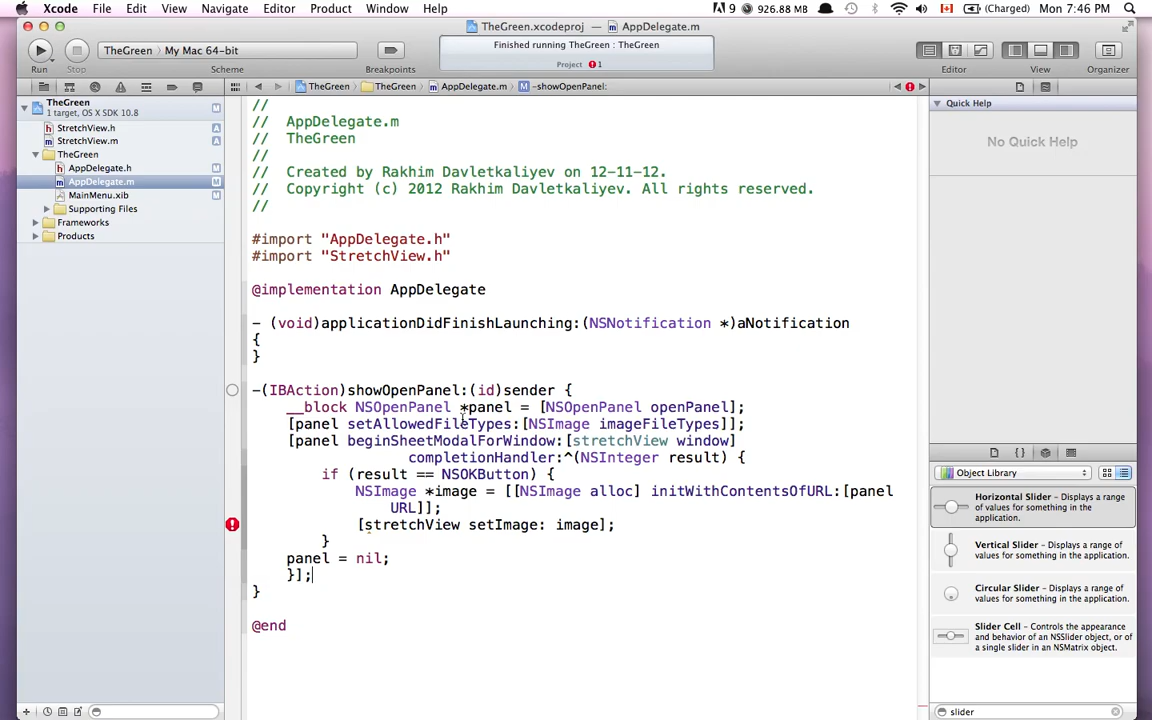 Xcode File Edit View Navigate Editor Product Window Help 9 926.88 MB (Charged) Mon 7:46 PM
TheGreen.xcodeproj — AppDelegate.m
TheGreen My Mac 64-bit
Finished running TheGreen : TheGreen
Project 1
Run Stop Scheme Breakpoints Editor View Organizer
TheGreen TheGreen AppDelegate.m M -showOpenPanel:
TheGreen M
1 target, OS X SDK 10.8
h StretchView.h A
m StretchView.m A
TheGreen
h AppDelegate.h M
m AppDelegate.m M
MainMenu.xib M
Supporting Files
Frameworks
Products
//
// AppDelegate.m
// TheGreen
//
// Created by Rakhim Davletkaliyev on 12-11-12.
// Copyright (c) 2012 Rakhim Davletkaliyev. All rights reserved.
//
#import "AppDelegate.h"
#import "StretchView.h"
@implementation AppDelegate
- (void)applicationDidFinishLaunching:(NSNotification *)aNotification
{
}
-(IBAction)showOpenPanel:(id)sender {
__block NSOpenPanel *panel = [NSOpenPanel openPanel];
[panel setAllowedFileTypes:[NSImage imageFileTypes]];
[panel beginSheetModalForWindow:[stretchView window]
completionHandler:^(NSInteger result) {
if (result == NSOKButton) {
NSImage *image = [[NSImage alloc] initWithContentsOfURL:[panel
URL]];
[stretchView setImage: image];
}
panel = nil;
}];
}
@end
Quick Help
No Quick Help
Object Library
Horizontal Slider - Displays a range
of values for something in the
application.
Vertical Slider - Displays a range of
values for something in an application.
Circular Slider - Displays a range of
values for something in an application.
Slider Cell - Controls the appearance
and behavior of an NSSlider object, or of
a single slider in an NSMatrix object.
slider